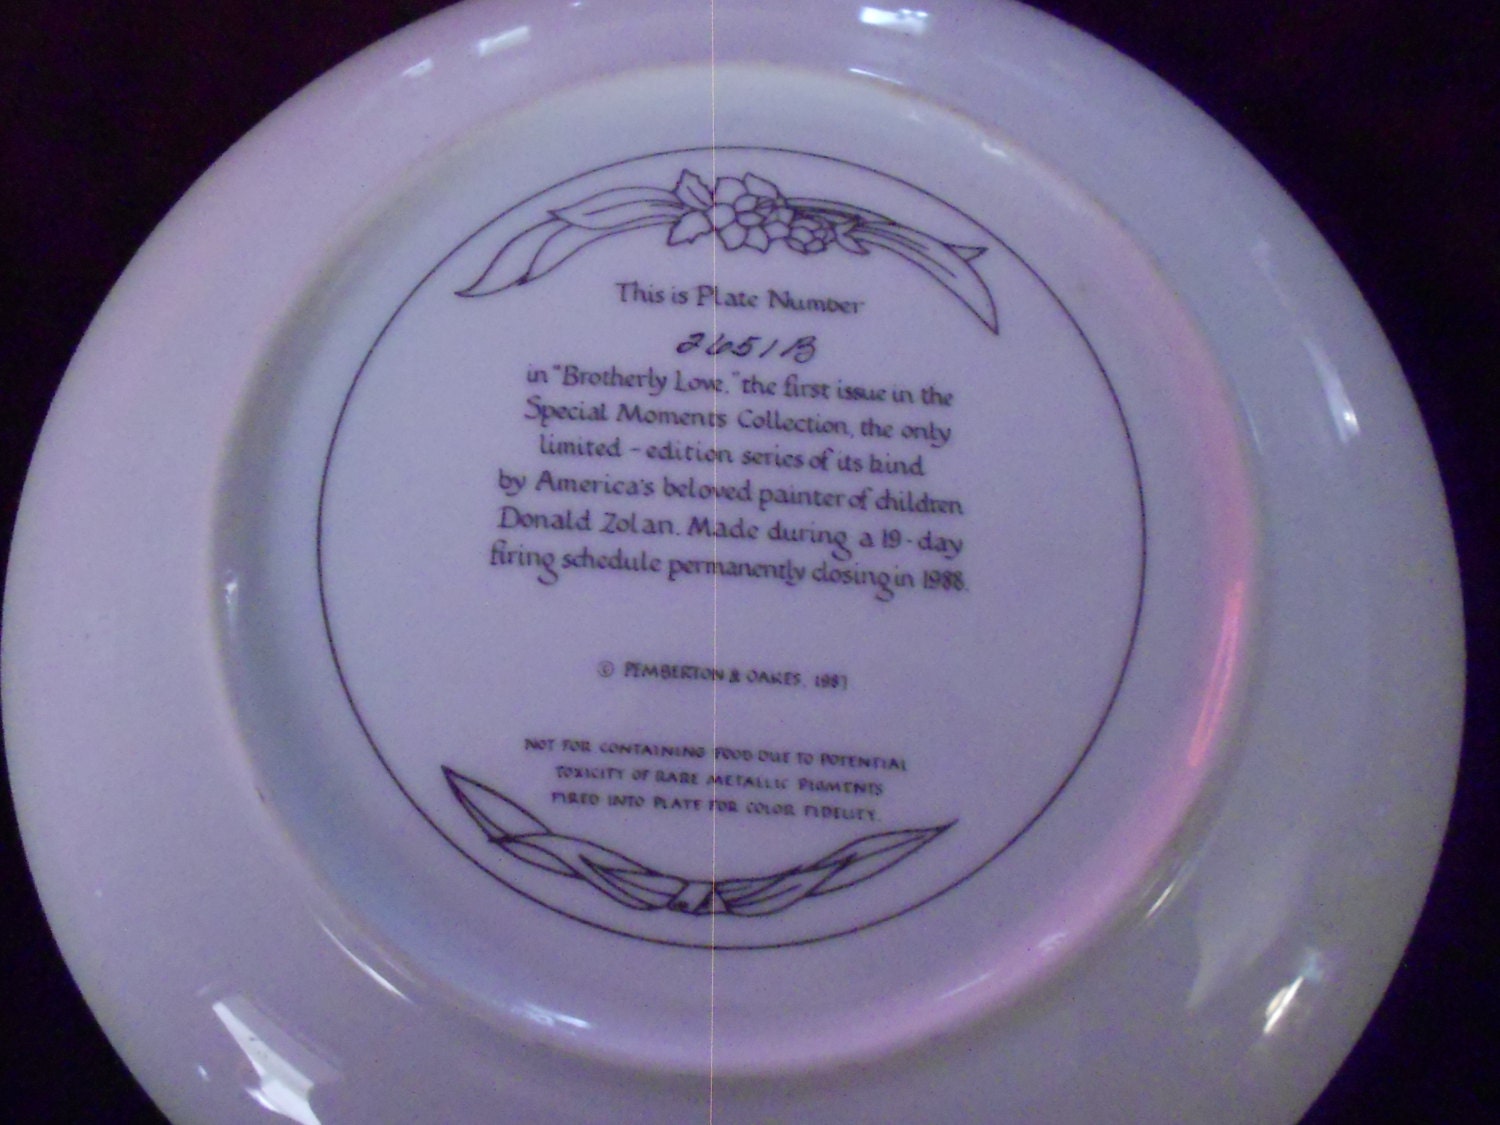 This is Plate Number
2651B
in "Brotherly Love," the first issue in the
Special Moments Collection, the only
limited - edition series of its kind
by America's beloved painter of children
Donald Zolan. Made during a 19-day
firing schedule permanently closing in 1988.
© PEMBERTON & OAKES, 1987
NOT FOR CONTAINING FOOD DUE TO POTENTIAL
TOXICITY OF RARE METALLIC PIGMENTS
FIRED INTO PLATE FOR COLOR FIDELITY.